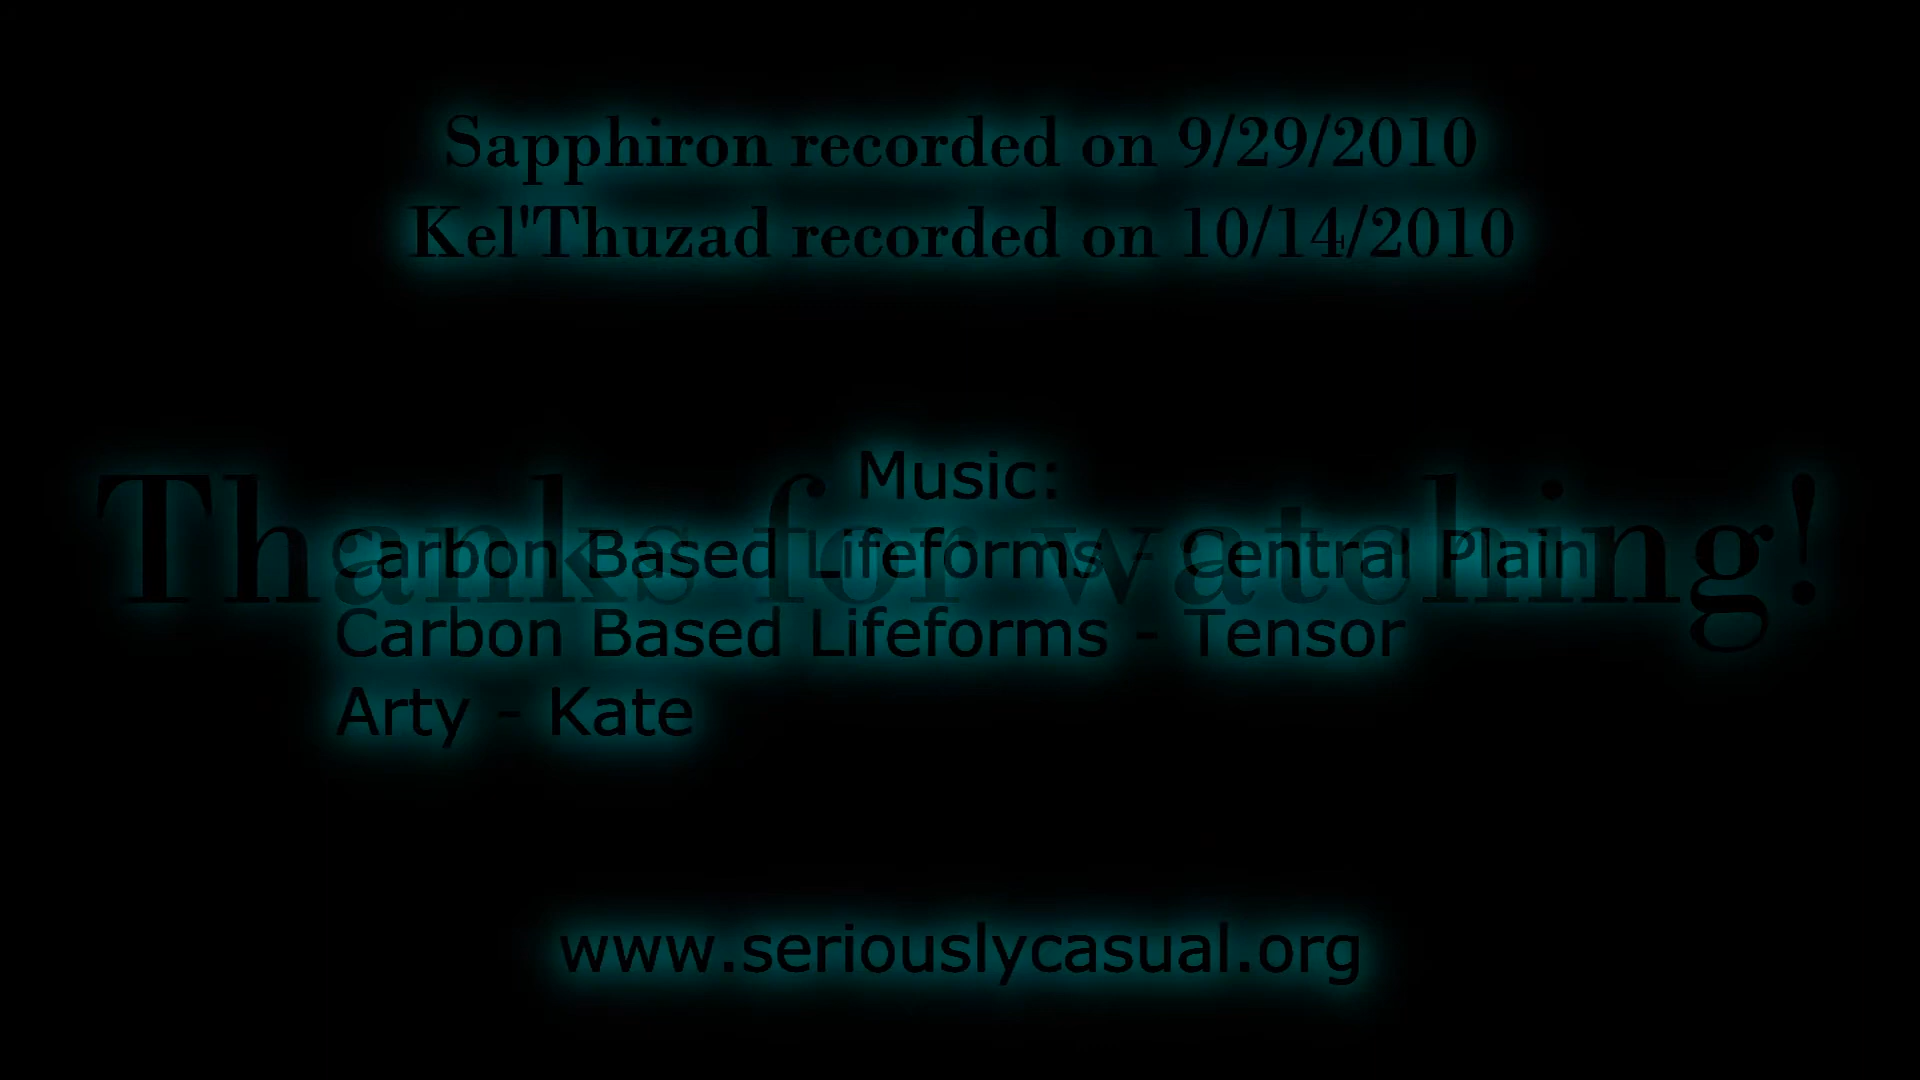 Sapphiron recorded on 9/29/2010
Kel'Thuzad recorded on 10/14/2010
Music:
Thanks for watching!
Carbon Based Lifeforms - Central Plain
Carbon Based Lifeforms - Tensor
Arty - Kate
www.seriouslycasual.org